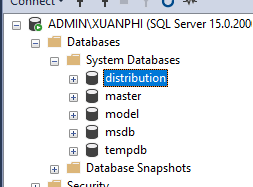 Connect
ADMIN\XUANPHI (SQL Server 15.0.200
Databases
System Databases
distribution
master
model
msdb
tempdb
Database Snapshots
Security